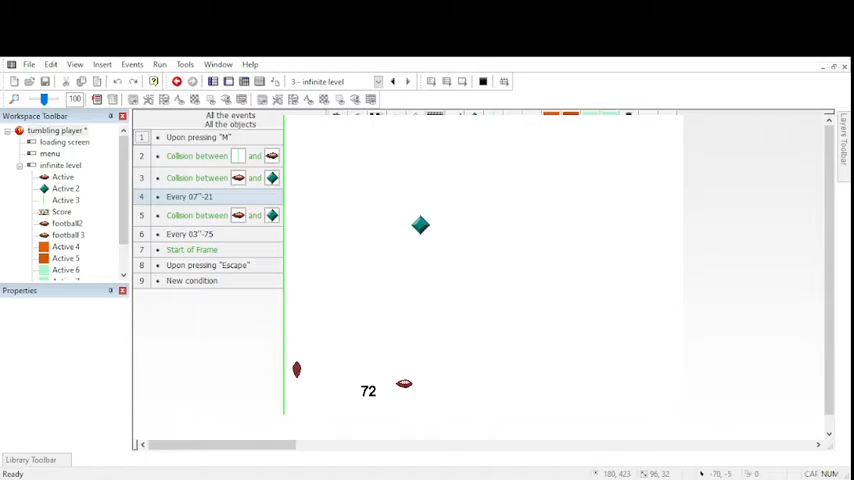 File Edit View Insert Events Run Tools Window Help
3 - infinite level
100
Workspace Toolbar
tumbling player *
loading screen
menu
infinite level
Active
Active 2
Active 3
Score
football2
football 3
Active 4
Active 5
Active 6
Properties
All the events
All the objects
1 • Upon pressing "M"
2 • Collision between and
3 • Collision between and
4 • Every 07"-21
5 • Collision between and
6 • Every 03"-75
7 • Start of Frame
8 • Upon pressing "Escape"
9 • New condition
72
Layers Toolbar
Library Toolbar
Ready
180, 423
96, 32
-70, -5
0
CAP NUM